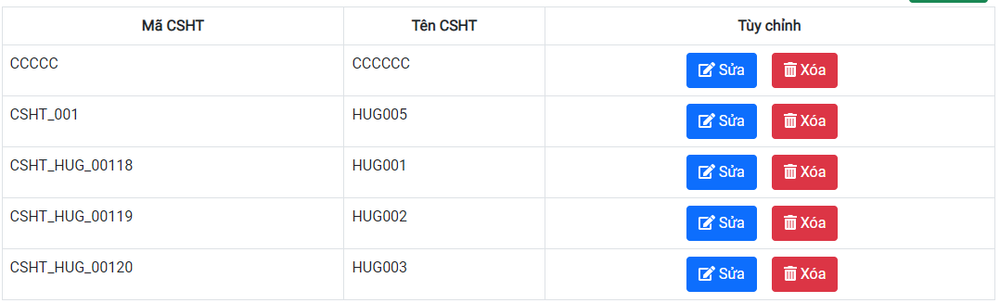 Mã CSHT Tên CSHT Tùy chỉnh
CCCCC CCCCCC Sửa Xóa
CSHT_001 HUG005 Sửa Xóa
CSHT_HUG_00118 HUG001 Sửa Xóa
CSHT_HUG_00119 HUG002 Sửa Xóa
CSHT_HUG_00120 HUG003 Sửa Xóa